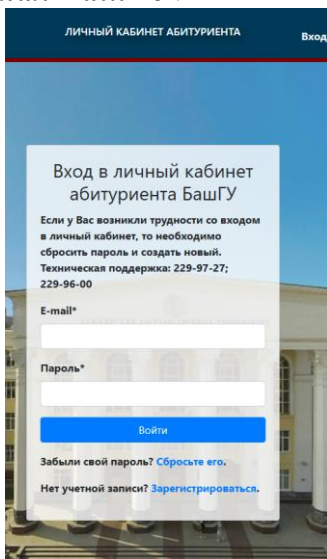 ЛИЧНЫЙ КАБИНЕТ АБИТУРИЕНТА
Вход
Вход в личный кабинет
абитуриента БашГУ
Если у Вас возникли трудности со входом
в личный кабинет, то необходимо
сбросить пароль и создать новый.
Техническая поддержка: 229-97-27;
229-96-00
E-mail*
Пароль*
Войти
Забыли свой пароль? Сбросьте его.
Нет учетной записи? Зарегистрироваться.